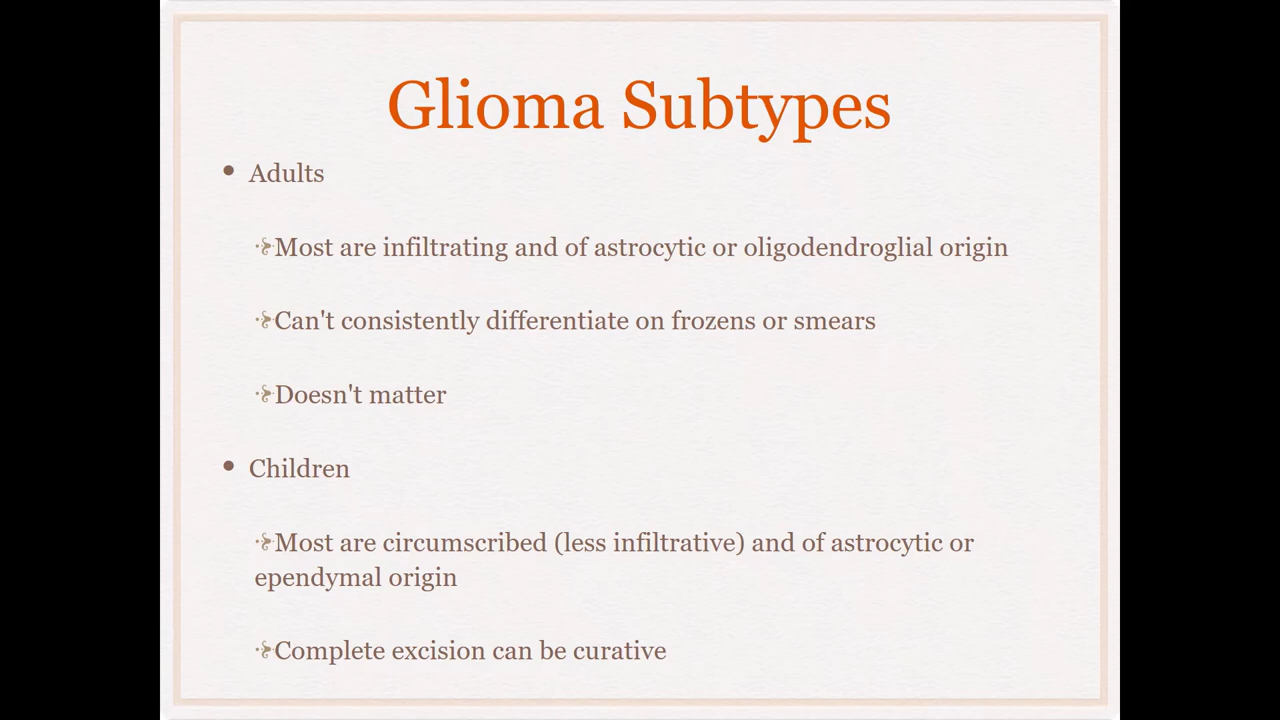 Glioma Subtypes
• Adults
Most are infiltrating and of astrocytic or oligodendroglial origin
Can't consistently differentiate on frozens or smears
Doesn't matter
• Children
Most are circumscribed (less infiltrative) and of astrocytic or
ependymal origin
Complete excision can be curative